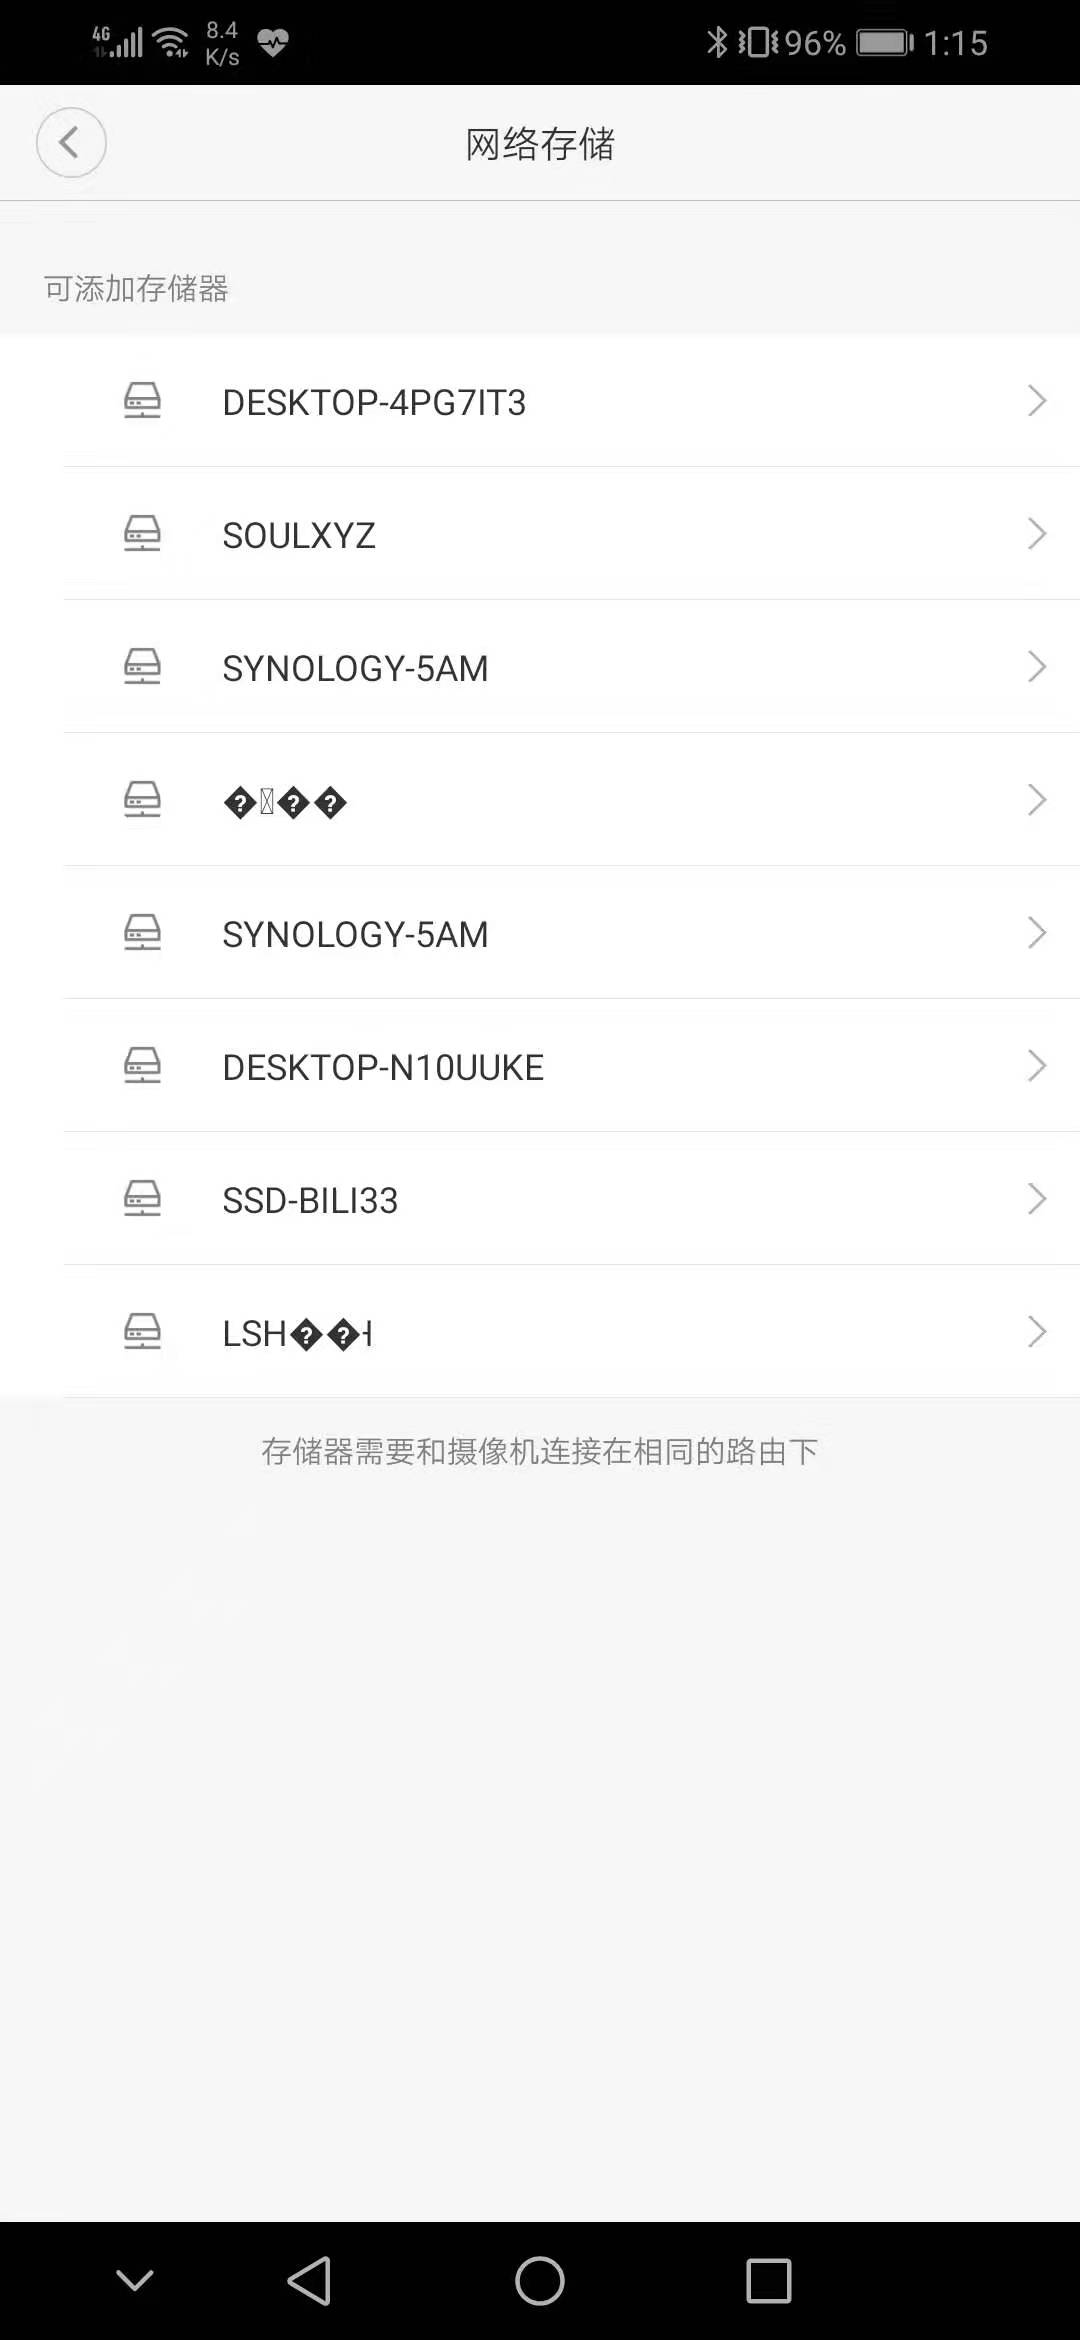 4G
8.4
K/s
96%
1:15
网络存储
可添加存储器
DESKTOP-4PG7IT3
SOULXYZ
SYNOLOGY-5AM
SYNOLOGY-5AM
DESKTOP-N10UUKE
SSD-BILI33
LSH��
存储器需要和摄像机连接在相同的路由下